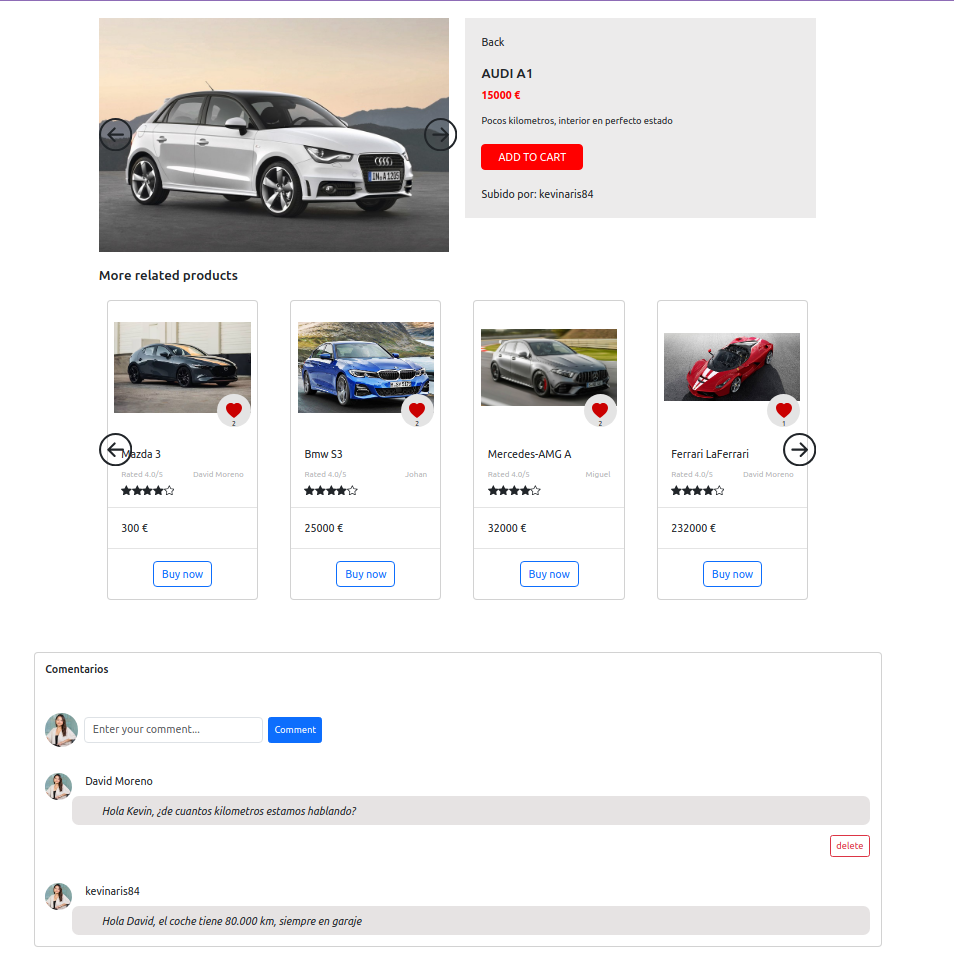 Back
AUDI A1
15000 €
Pocos kilometros, interior en perfecto estado
ADD TO CART
Subido por: kevinaris84
More related products
2
2
2
1
Mazda 3
Bmw S3
Mercedes-AMG A
Ferrari LaFerrari
Rated 4.0/5 David Moreno
Rated 4.0/5 Johan
Rated 4.0/5 Miguel
Rated 4.0/5 David Moreno
300 €
25000 €
32000 €
232000 €
Buy now
Buy now
Buy now
Buy now
Comentarios
Enter your comment...
Comment
David Moreno
Hola Kevin, ¿de cuantos kilometros estamos hablando?
delete
kevinaris84
Hola David, el coche tiene 80.000 km, siempre en garaje